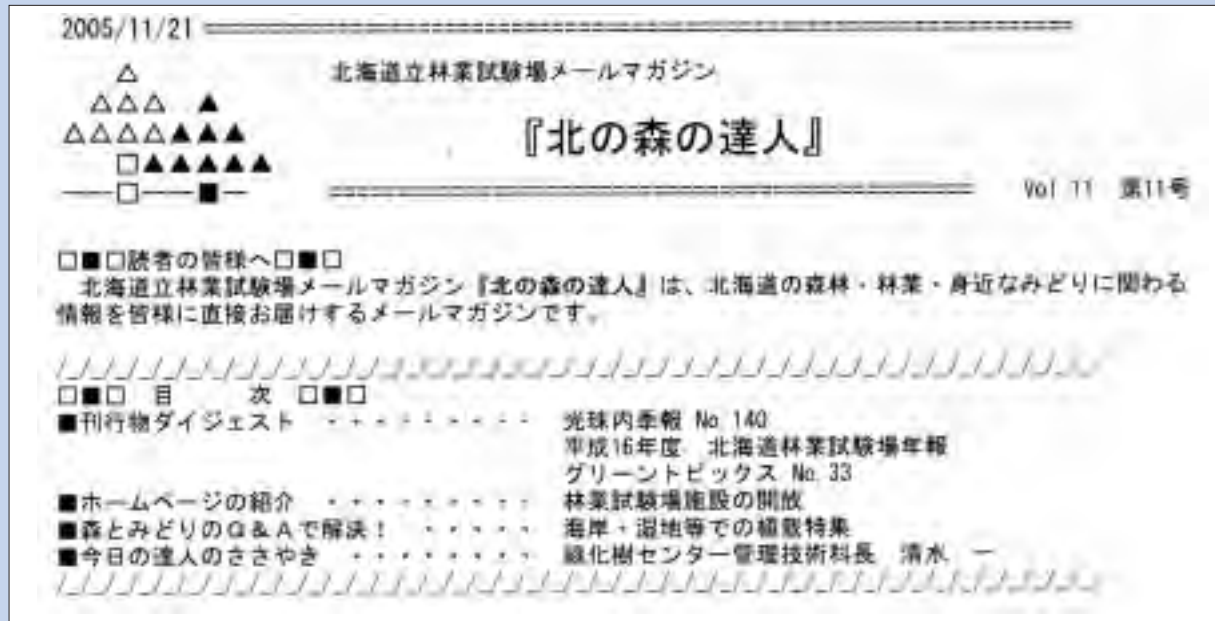 2005/11/21
北海道立林業試験場メールマガジン
『北の森の達人』
Vol 11 第11号
□■□読者の皆様へ□■□
北海道立林業試験場メールマガジン『北の森の達人』は、北海道の森林・林業・身近なみどりに関わる
情報を皆様に直接お届けするメールマガジンです。
□■□ 目 次 □■□
■刊行物ダイジェスト ・・・・・・・・・ 光珠内季報 No.140
平成16年度 北海道林業試験場年報
グリーントピックス No.33
■ホームページの紹介 ・・・・・・・・・ 林業試験場施設の開放
■森とみどりのQ&Aで解決! ・・・・・ 海岸・湿地等での植栽特集
■今日の達人のささやき ・・・・・・・・ 緑化樹センター管理技術科長 清水 一